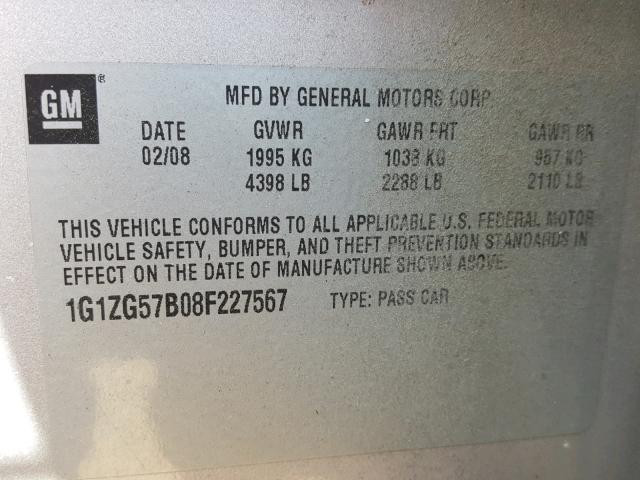 GM ®
MFD BY GENERAL MOTORS CORP
DATE GVWR GAWR FRT GAWR RR
02/08 1995 KG 1038 KG 957 KG
4398 LB 2288 LB 2110 LB
THIS VEHICLE CONFORMS TO ALL APPLICABLE U.S. FEDERAL MOTOR
VEHICLE SAFETY, BUMPER, AND THEFT PREVENTION STANDARDS IN
EFFECT ON THE DATE OF MANUFACTURE SHOWN ABOVE.
1G1ZG57B08F227567 TYPE: PASS CAR